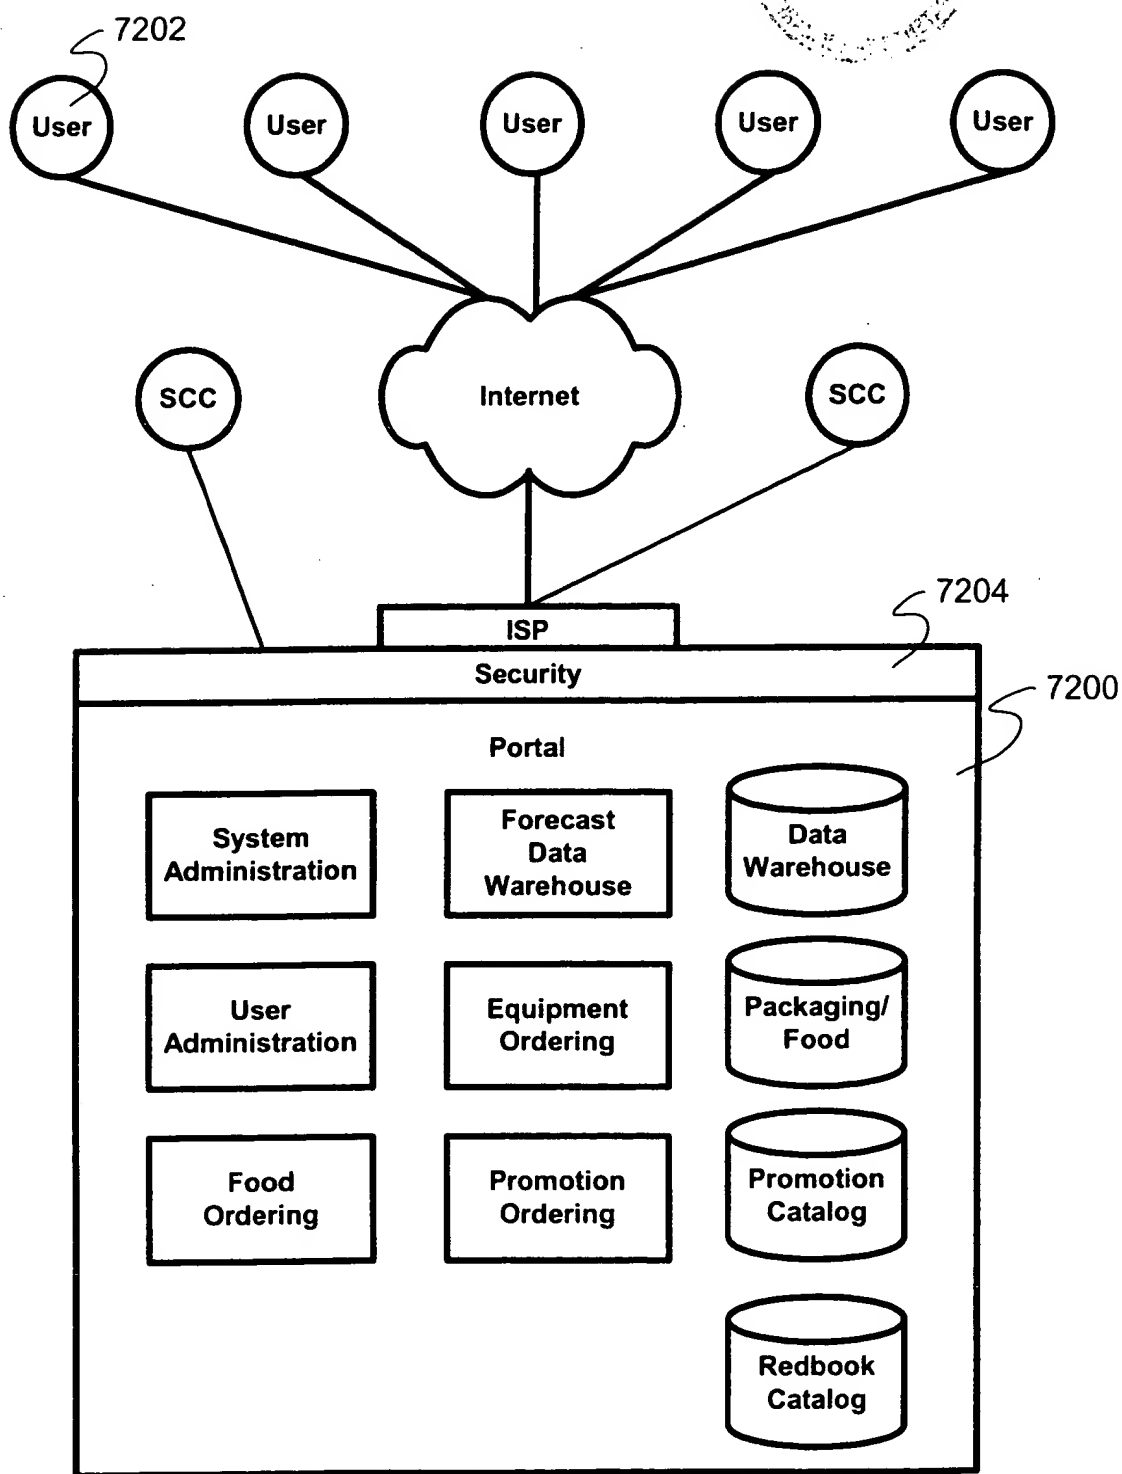 7202
User
User
User
User
User
SCC
Internet
SCC
7204
ISP
Security
7200
Portal
System
Administration
Forecast
Data
Warehouse
Data
Warehouse
User
Administration
Equipment
Ordering
Packaging/
Food
Food
Ordering
Promotion
Ordering
Promotion
Catalog
Redbook
Catalog